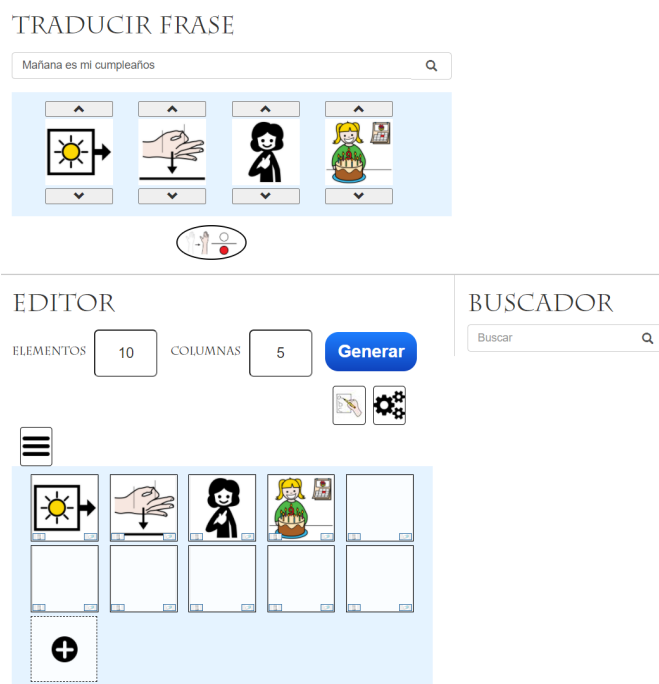 TRADUCIR FRASE
Mañana es mi cumpleaños
EDITOR
ELEMENTOS 10 COLUMNAS 5 Generar
BUSCADOR
Buscar